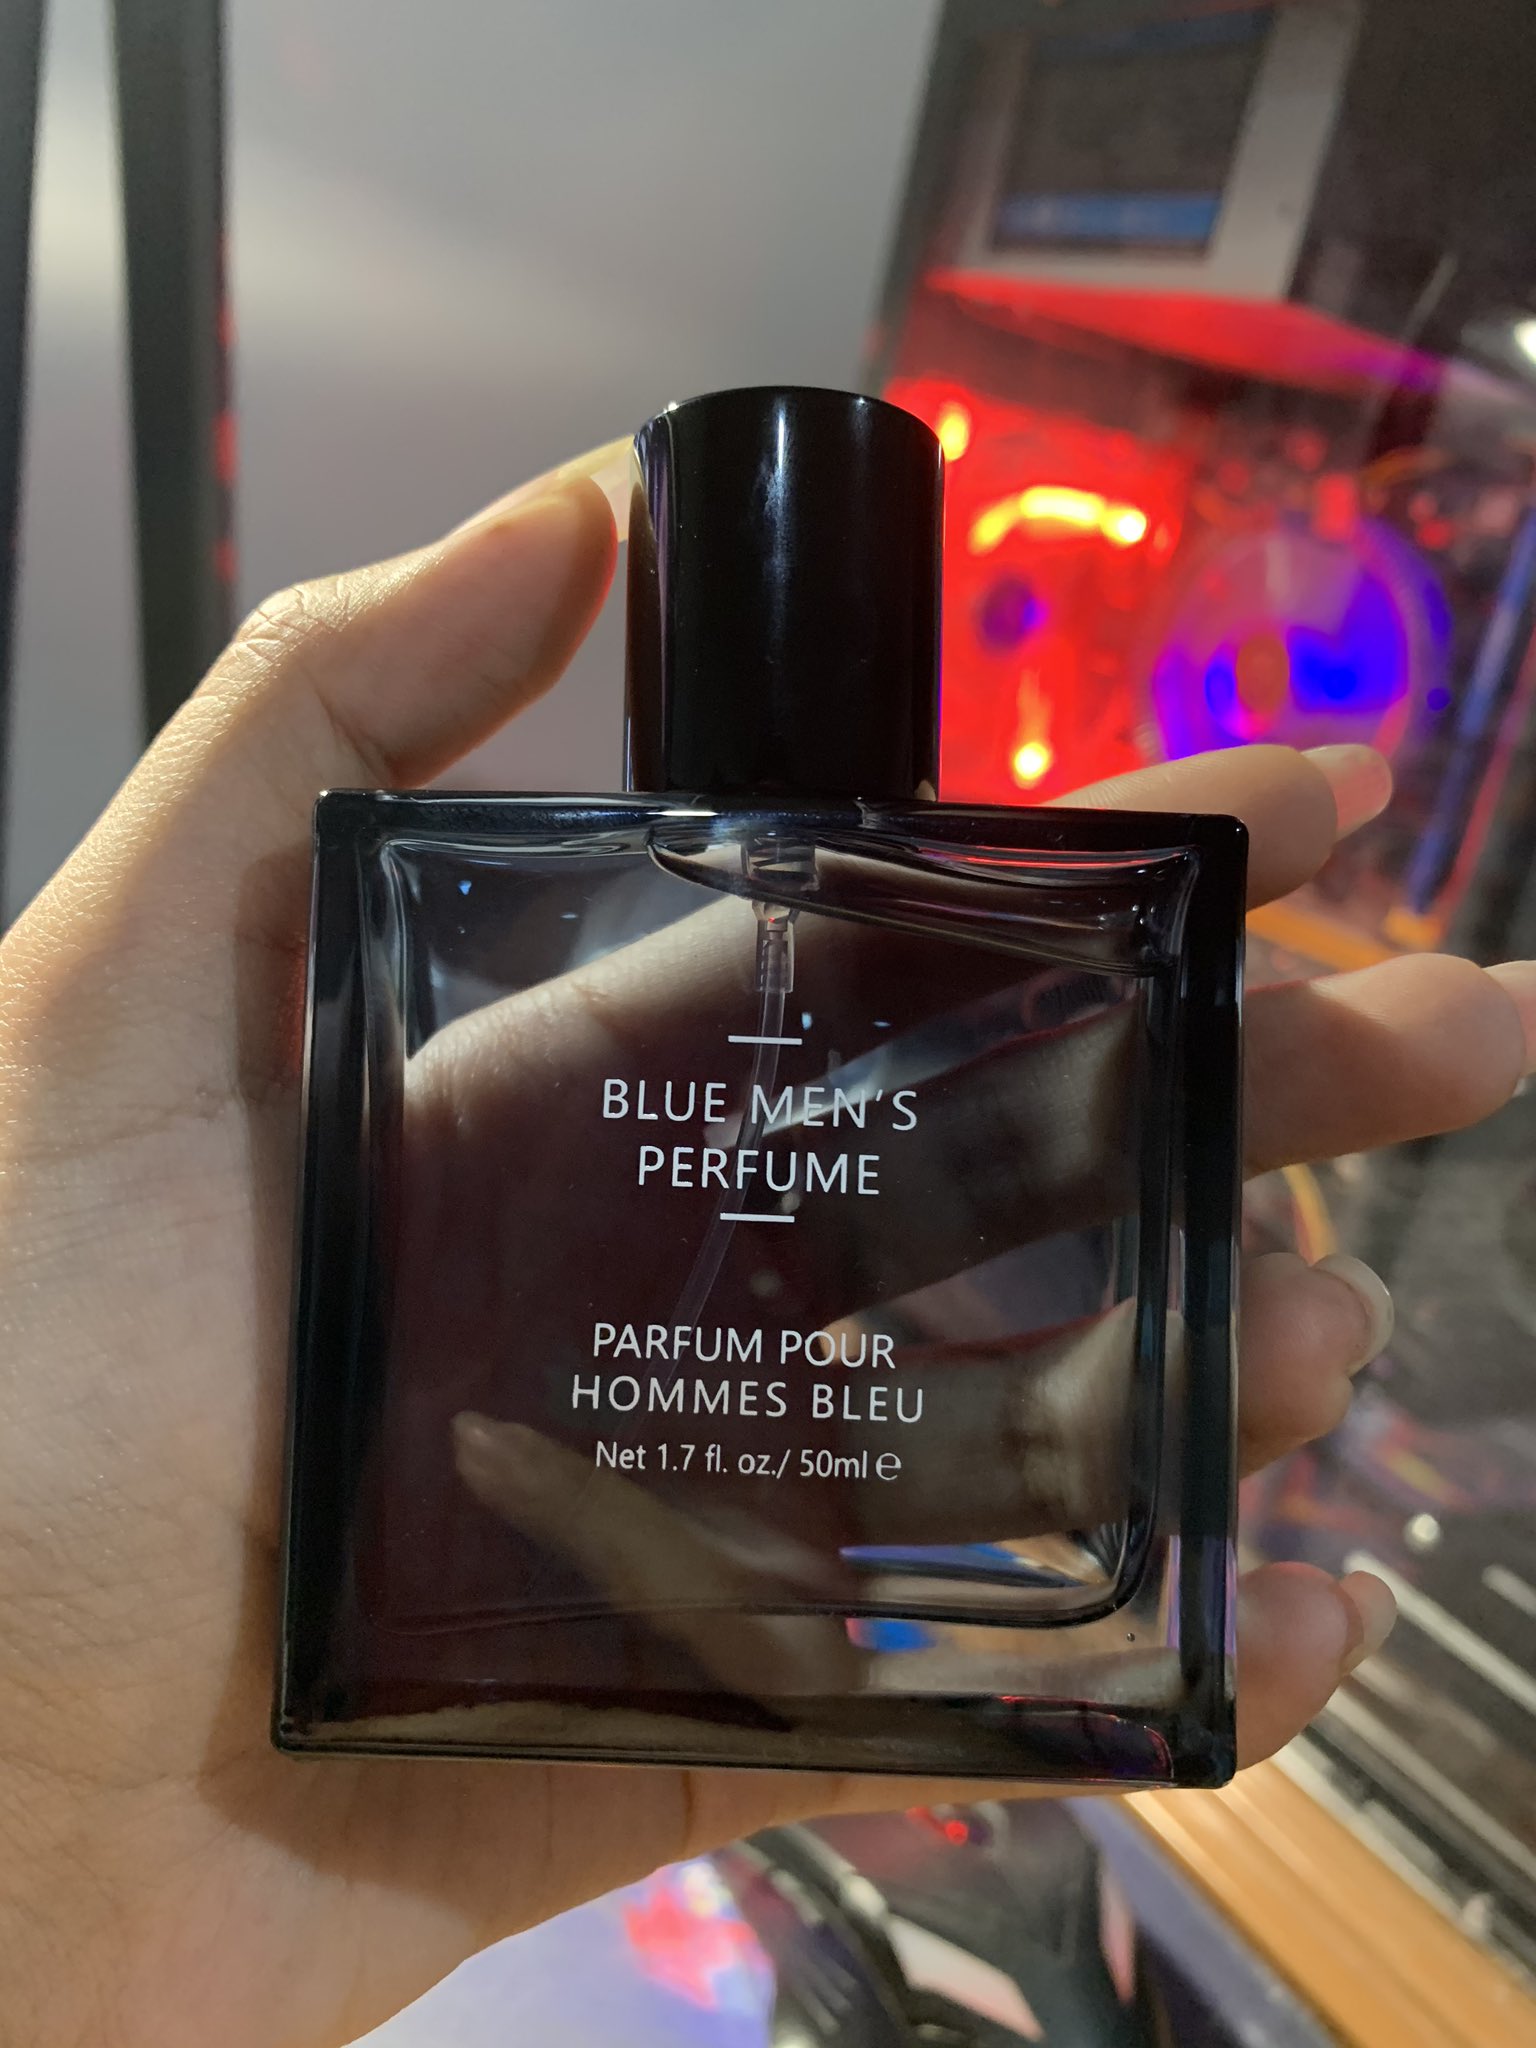 BLUE MEN'S
PERFUME
PARFUM POUR
HOMMES BLEU
Net 1.7 fl. oz./ 50ml ℮